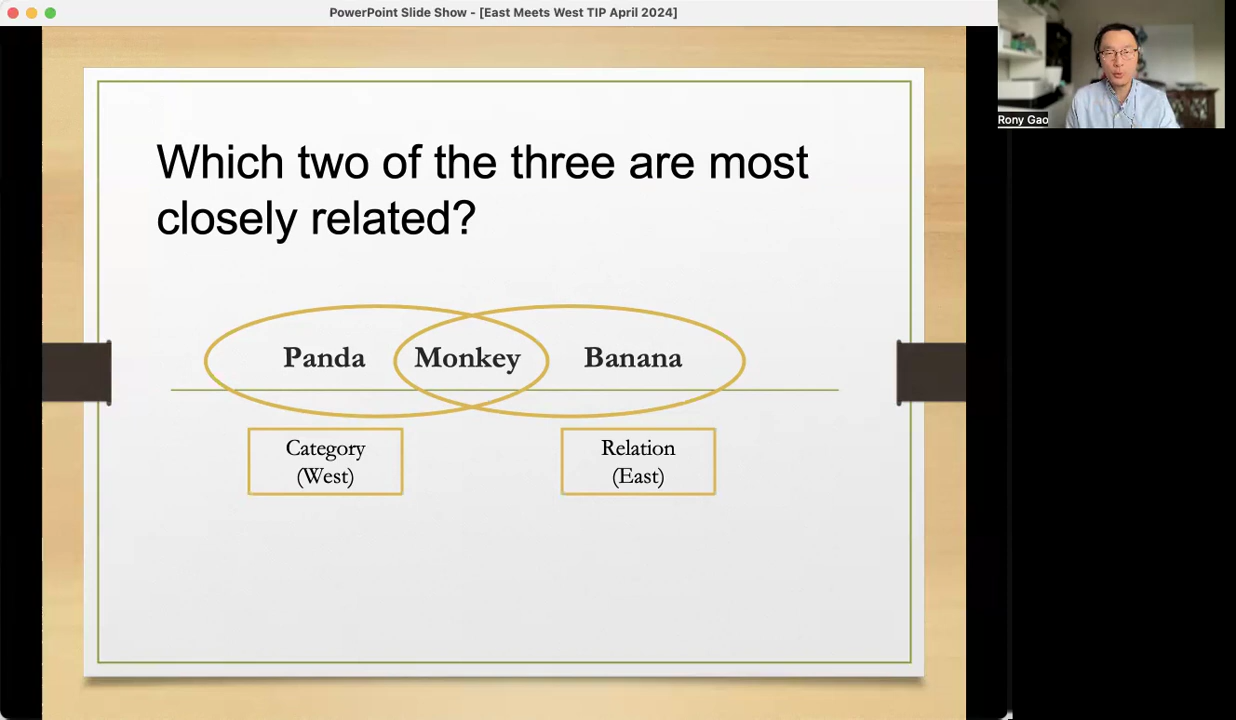 PowerPoint Slide Show - [East Meets West TIP April 2024]
Rony Gao
Which two of the three are most
closely related?
Panda Monkey Banana
Category
(West)
Relation
(East)